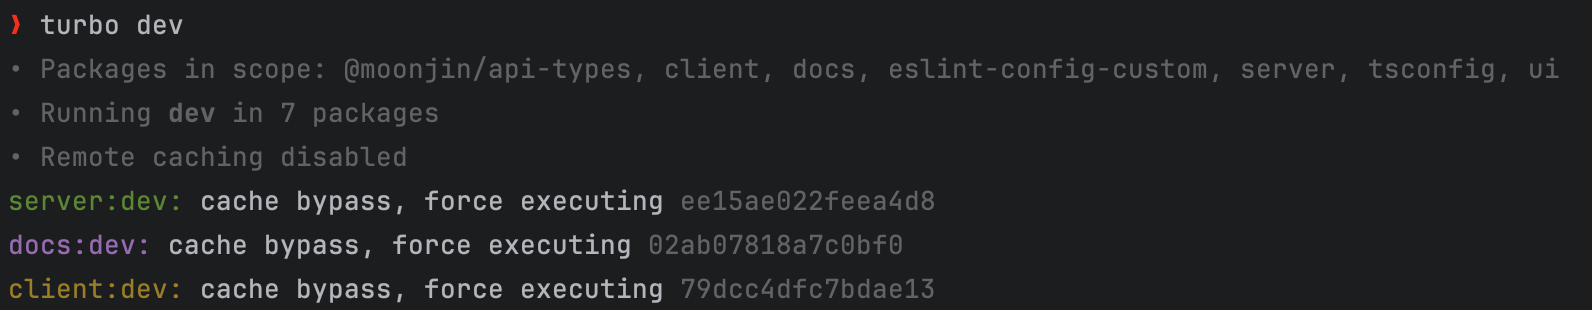 ❯ turbo dev
• Packages in scope: @moonjin/api-types, client, docs, eslint-config-custom, server, tsconfig, ui
• Running dev in 7 packages
• Remote caching disabled
server:dev: cache bypass, force executing ee15ae022feea4d8
docs:dev: cache bypass, force executing 02ab07818a7c0bf0
client:dev: cache bypass, force executing 79dcc4dfc7bdae13